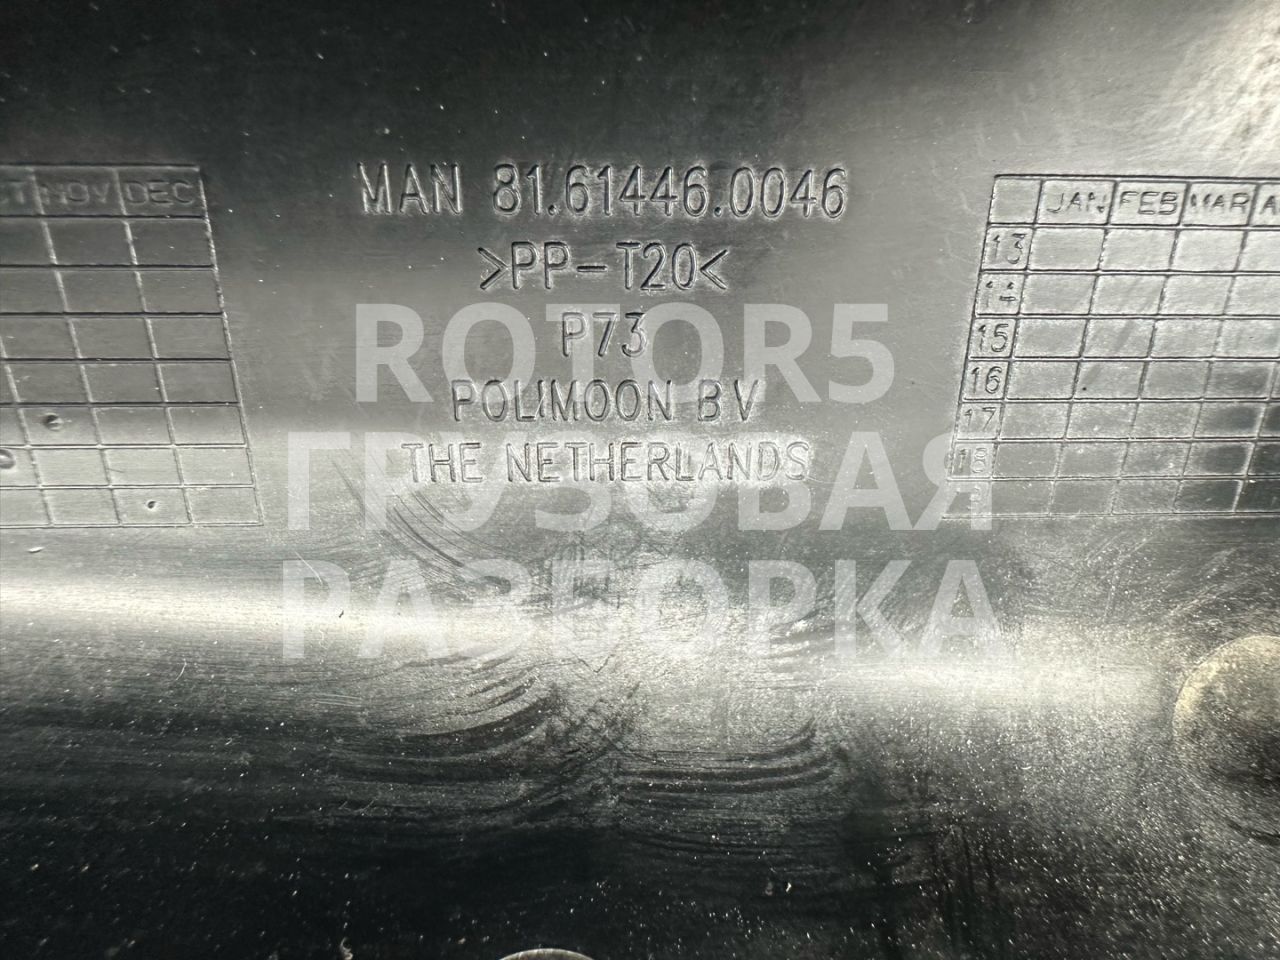 MAN 81.61446.0046
>PP-T20<
P73
POLIMOON BV
THE NETHERLANDS
NOV DEC
JAN FEB MAR
13
14
15
16
17
18
ROTOR5
ГРУЗОВАЯ
РАЗБОРКА